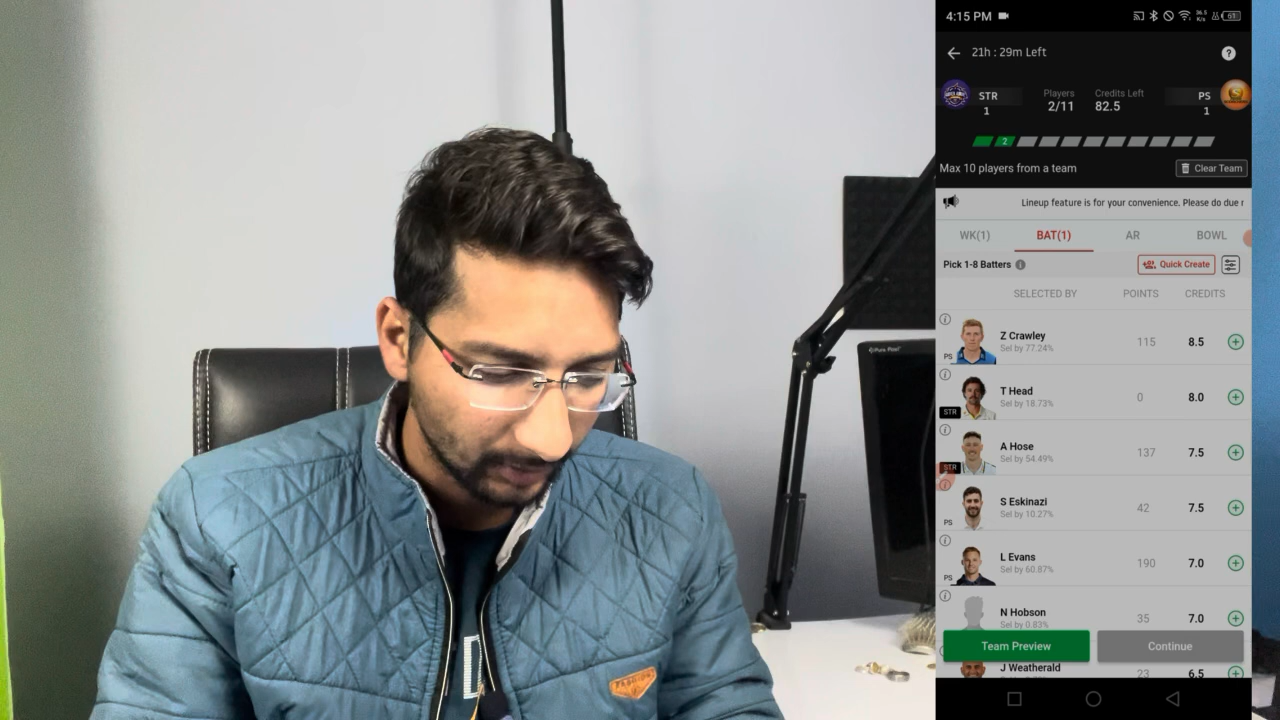 4:15 PM
36.5
K/s
61
21h : 29m Left
?
STR
1
Players
2/11
Credits Left
82.5
PS
1
2
Max 10 players from a team
Clear Team
Lineup feature is for your convenience. Please do due r
WK(1)
BAT(1)
AR
BOWL
Pick 1-8 Batters
Quick Create
SELECTED BY
POINTS
CREDITS
Z Crawley
Sel by 77.24%
PS
115
8.5
T Head
Sel by 18.73%
STR
0
8.0
A Hose
Sel by 54.49%
STR
137
7.5
S Eskinazi
Sel by 10.27%
PS
42
7.5
L Evans
Sel by 60.87%
PS
190
7.0
N Hobson
Sel by 0.83%
35
7.0
Team Preview
Continue
J Weatherald
23
6.5
FASHION